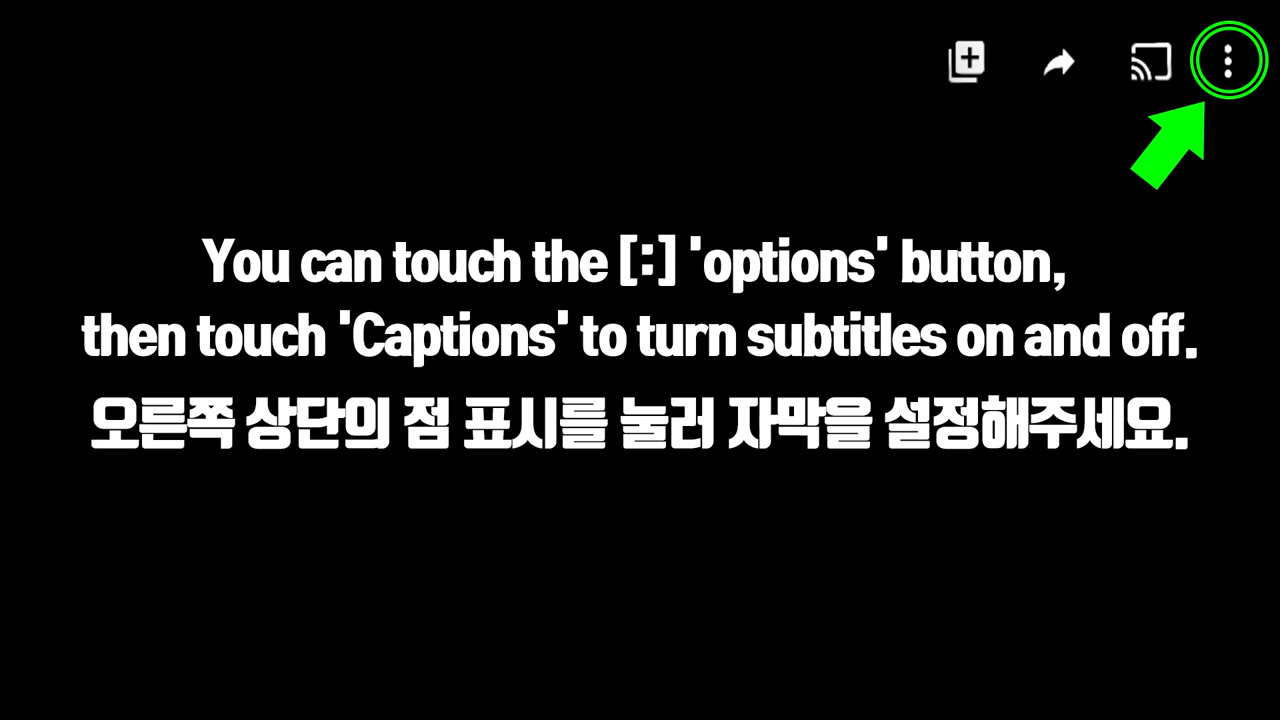 You can touch the [:] 'options' button,
then touch 'Captions' to turn subtitles on and off.
오른쪽 상단의 점 표시를 눌러 자막을 설정해주세요.